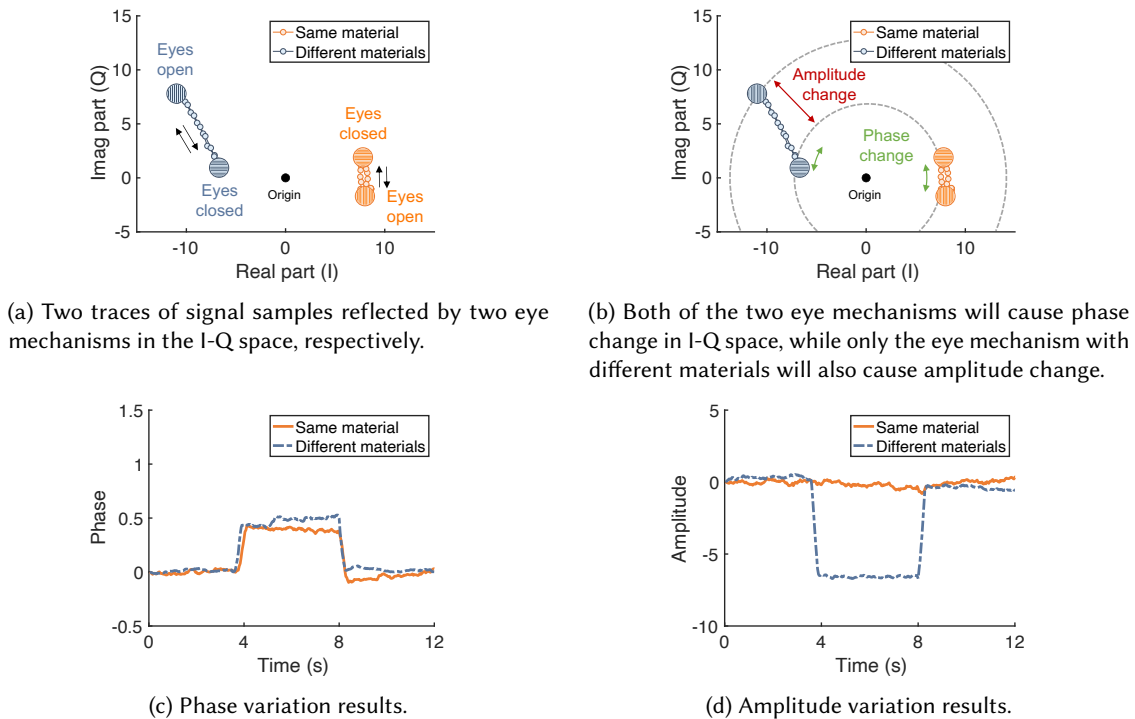 15
10
5
0
-5
Imag part (Q)
-10
0
10
Real part (I)
Same material
Different materials
Eyes
open
Eyes
closed
Origin
Eyes
closed
Eyes
open
(a) Two traces of signal samples reflected by two eye
mechanisms in the I-Q space, respectively.
15
10
5
0
-5
Imag part (Q)
-10
0
10
Real part (I)
Same material
Different materials
Amplitude
change
Phase
change
Origin
(b) Both of the two eye mechanisms will cause phase
change in I-Q space, while only the eye mechanism with
different materials will also cause amplitude change.
1.5
1
0.5
0
-0.5
Phase
0
4
8
12
Time (s)
Same material
Different materials
(c) Phase variation results.
5
0
-5
-10
Amplitude
0
4
8
12
Time (s)
Same material
Different materials
(d) Amplitude variation results.